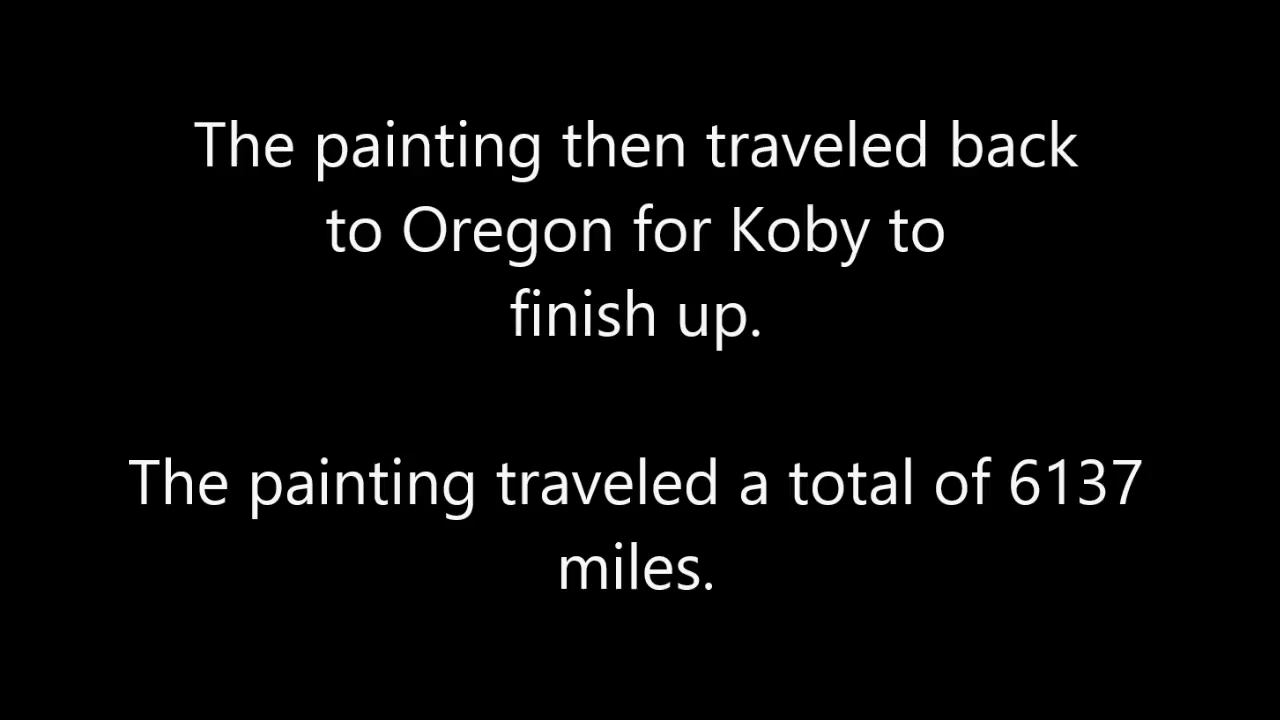 The painting then traveled back
to Oregon for Koby to
finish up.
The painting traveled a total of 6137
miles.